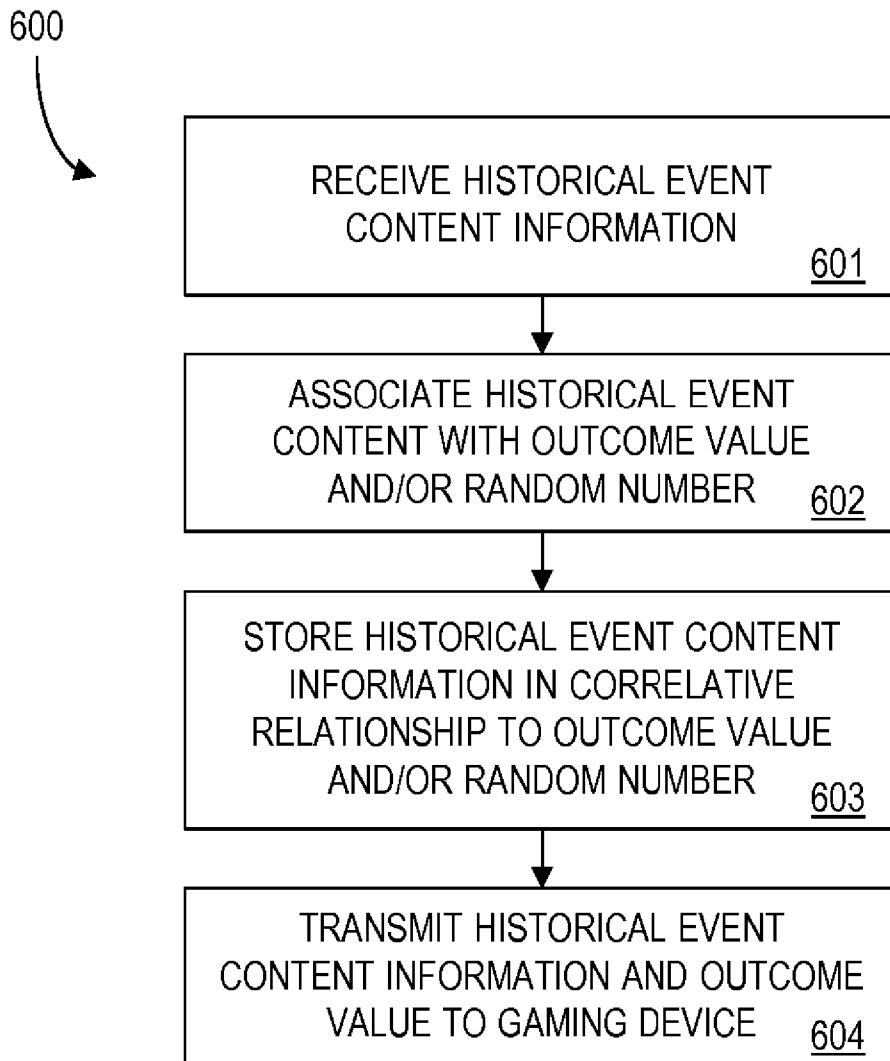 600
RECEIVE HISTORICAL EVENT
CONTENT INFORMATION
601
ASSOCIATE HISTORICAL EVENT
CONTENT WITH OUTCOME VALUE
AND/OR RANDOM NUMBER
602
STORE HISTORICAL EVENT CONTENT
INFORMATION IN CORRELATIVE
RELATIONSHIP TO OUTCOME VALUE
AND/OR RANDOM NUMBER
603
TRANSMIT HISTORICAL EVENT
CONTENT INFORMATION AND OUTCOME
VALUE TO GAMING DEVICE
604